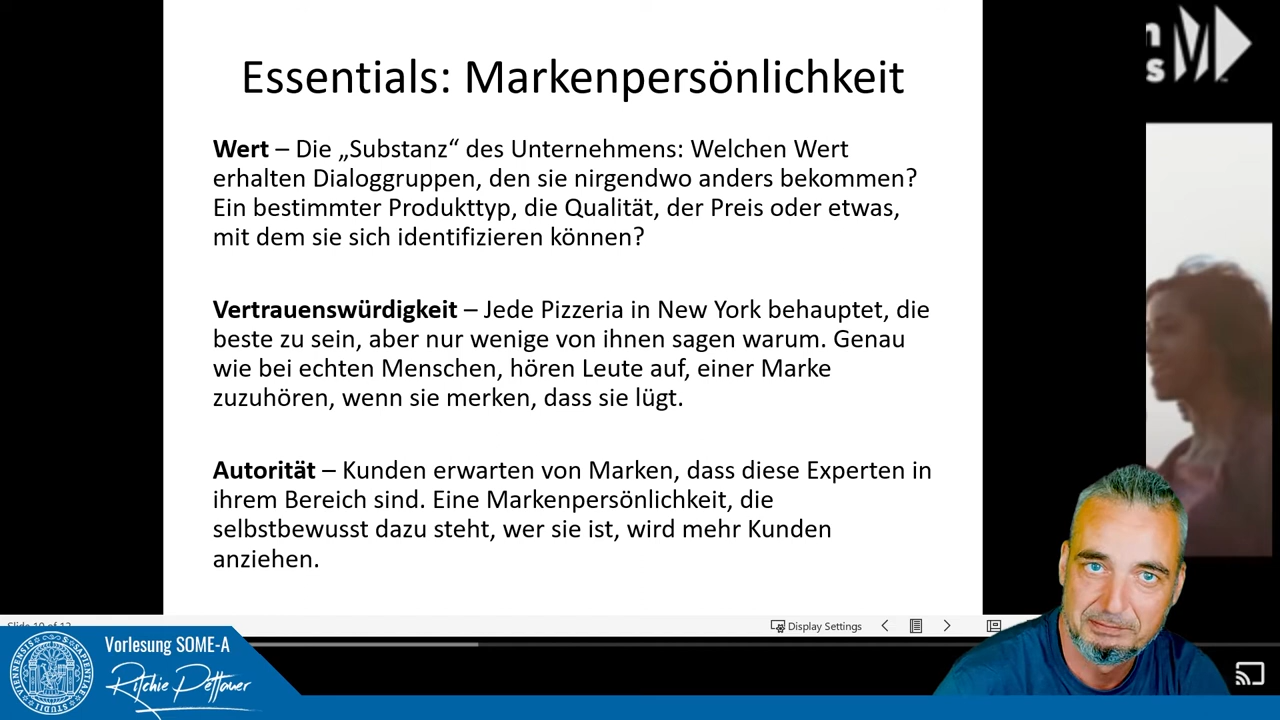 Essentials: Markenpersönlichkeit
Wert – Die „Substanz“ des Unternehmens: Welchen Wert
erhalten Dialoggruppen, den sie nirgendwo anders bekommen?
Ein bestimmter Produkttyp, die Qualität, der Preis oder etwas,
mit dem sie sich identifizieren können?
Vertrauenswürdigkeit – Jede Pizzeria in New York behauptet, die
beste zu sein, aber nur wenige von ihnen sagen warum. Genau
wie bei echten Menschen, hören Leute auf, einer Marke
zuzuhören, wenn sie merken, dass sie lügt.
Autorität – Kunden erwarten von Marken, dass diese Experten in
ihrem Bereich sind. Eine Markenpersönlichkeit, die
selbstbewusst dazu steht, wer sie ist, wird mehr Kunden
anziehen.
Display Settings
Vorlesung SOME-A
Ritchie Pettauer